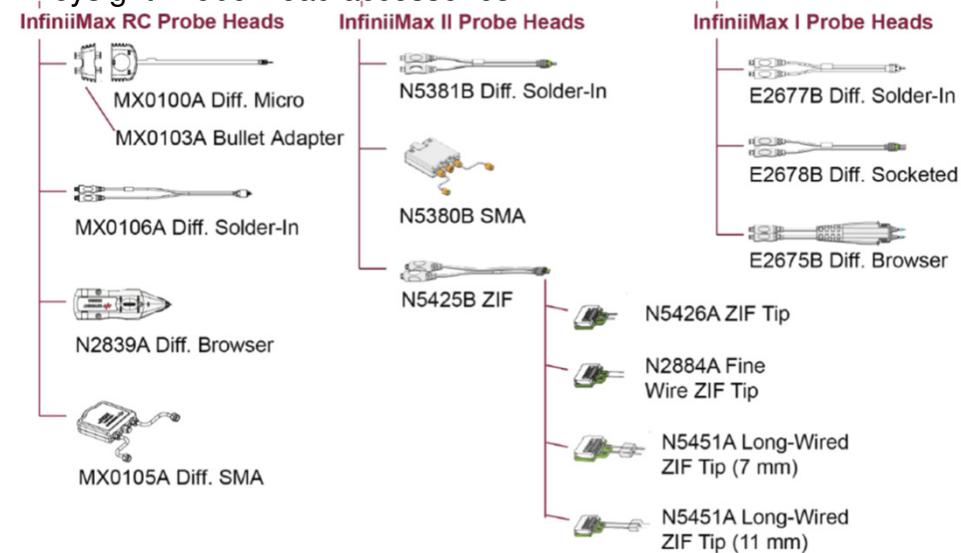 InfiniiMax RC Probe Heads
MX0100A Diff. Micro
MX0103A Bullet Adapter
MX0106A Diff. Solder-In
N2839A Diff. Browser
MX0105A Diff. SMA
InfiniiMax II Probe Heads
N5381B Diff. Solder-In
N5380B SMA
N5425B ZIF
N5426A ZIF Tip
N2884A Fine
Wire ZIF Tip
N5451A Long-Wired
ZIF Tip (7 mm)
N5451A Long-Wired
ZIF Tip (11 mm)
InfiniiMax I Probe Heads
E2677B Diff. Solder-In
E2678B Diff. Socketed
E2675B Diff. Browser